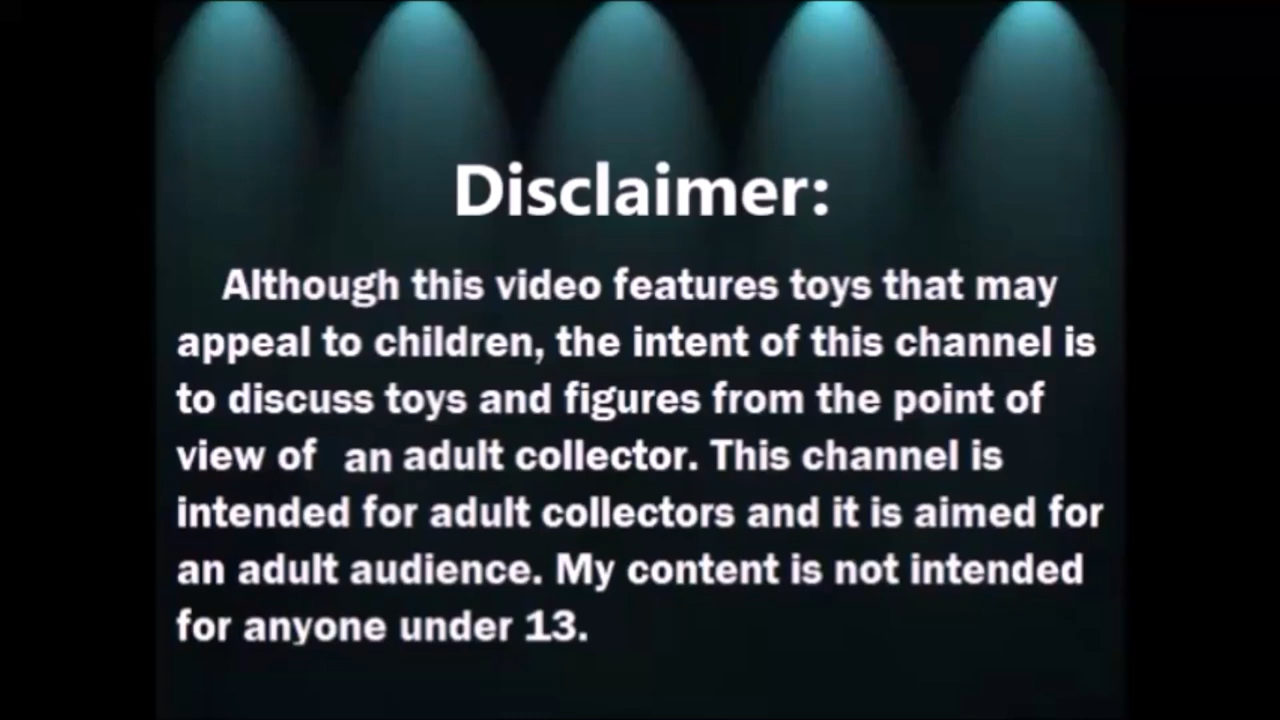 Disclaimer:
Although this video features toys that may
appeal to children, the intent of this channel is
to discuss toys and figures from the point of
view of an adult collector. This channel is
intended for adult collectors and it is aimed for
an adult audience. My content is not intended
for anyone under 13.